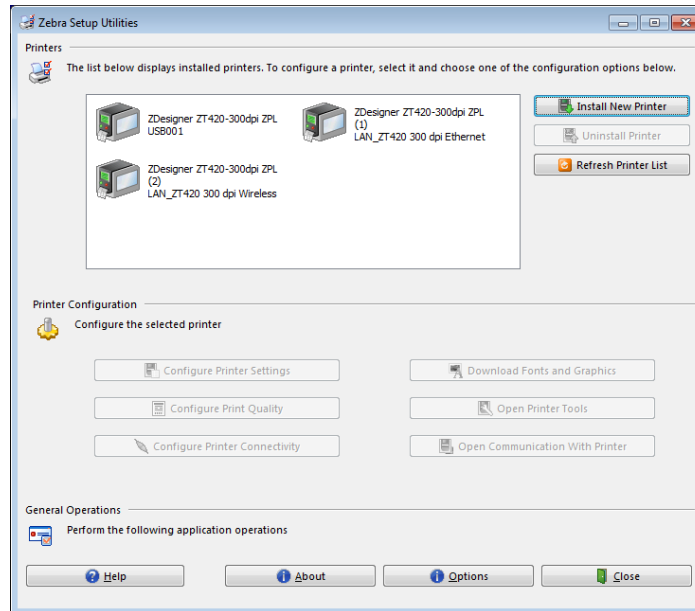 Zebra Setup Utilities
Printers
The list below displays installed printers. To configure a printer, select it and choose one of the configuration options below.
ZDesigner ZT420-300dpi ZPL
USB001
ZDesigner ZT420-300dpi ZPL
(1)
LAN_ZT420 300 dpi Ethernet
ZDesigner ZT420-300dpi ZPL
(2)
LAN_ZT420 300 dpi Wireless
Install New Printer
Uninstall Printer
Refresh Printer List
Printer Configuration
Configure the selected printer
Configure Printer Settings
Download Fonts and Graphics
Configure Print Quality
Open Printer Tools
Configure Printer Connectivity
Open Communication With Printer
General Operations
Perform the following application operations
Help
About
Options
Close